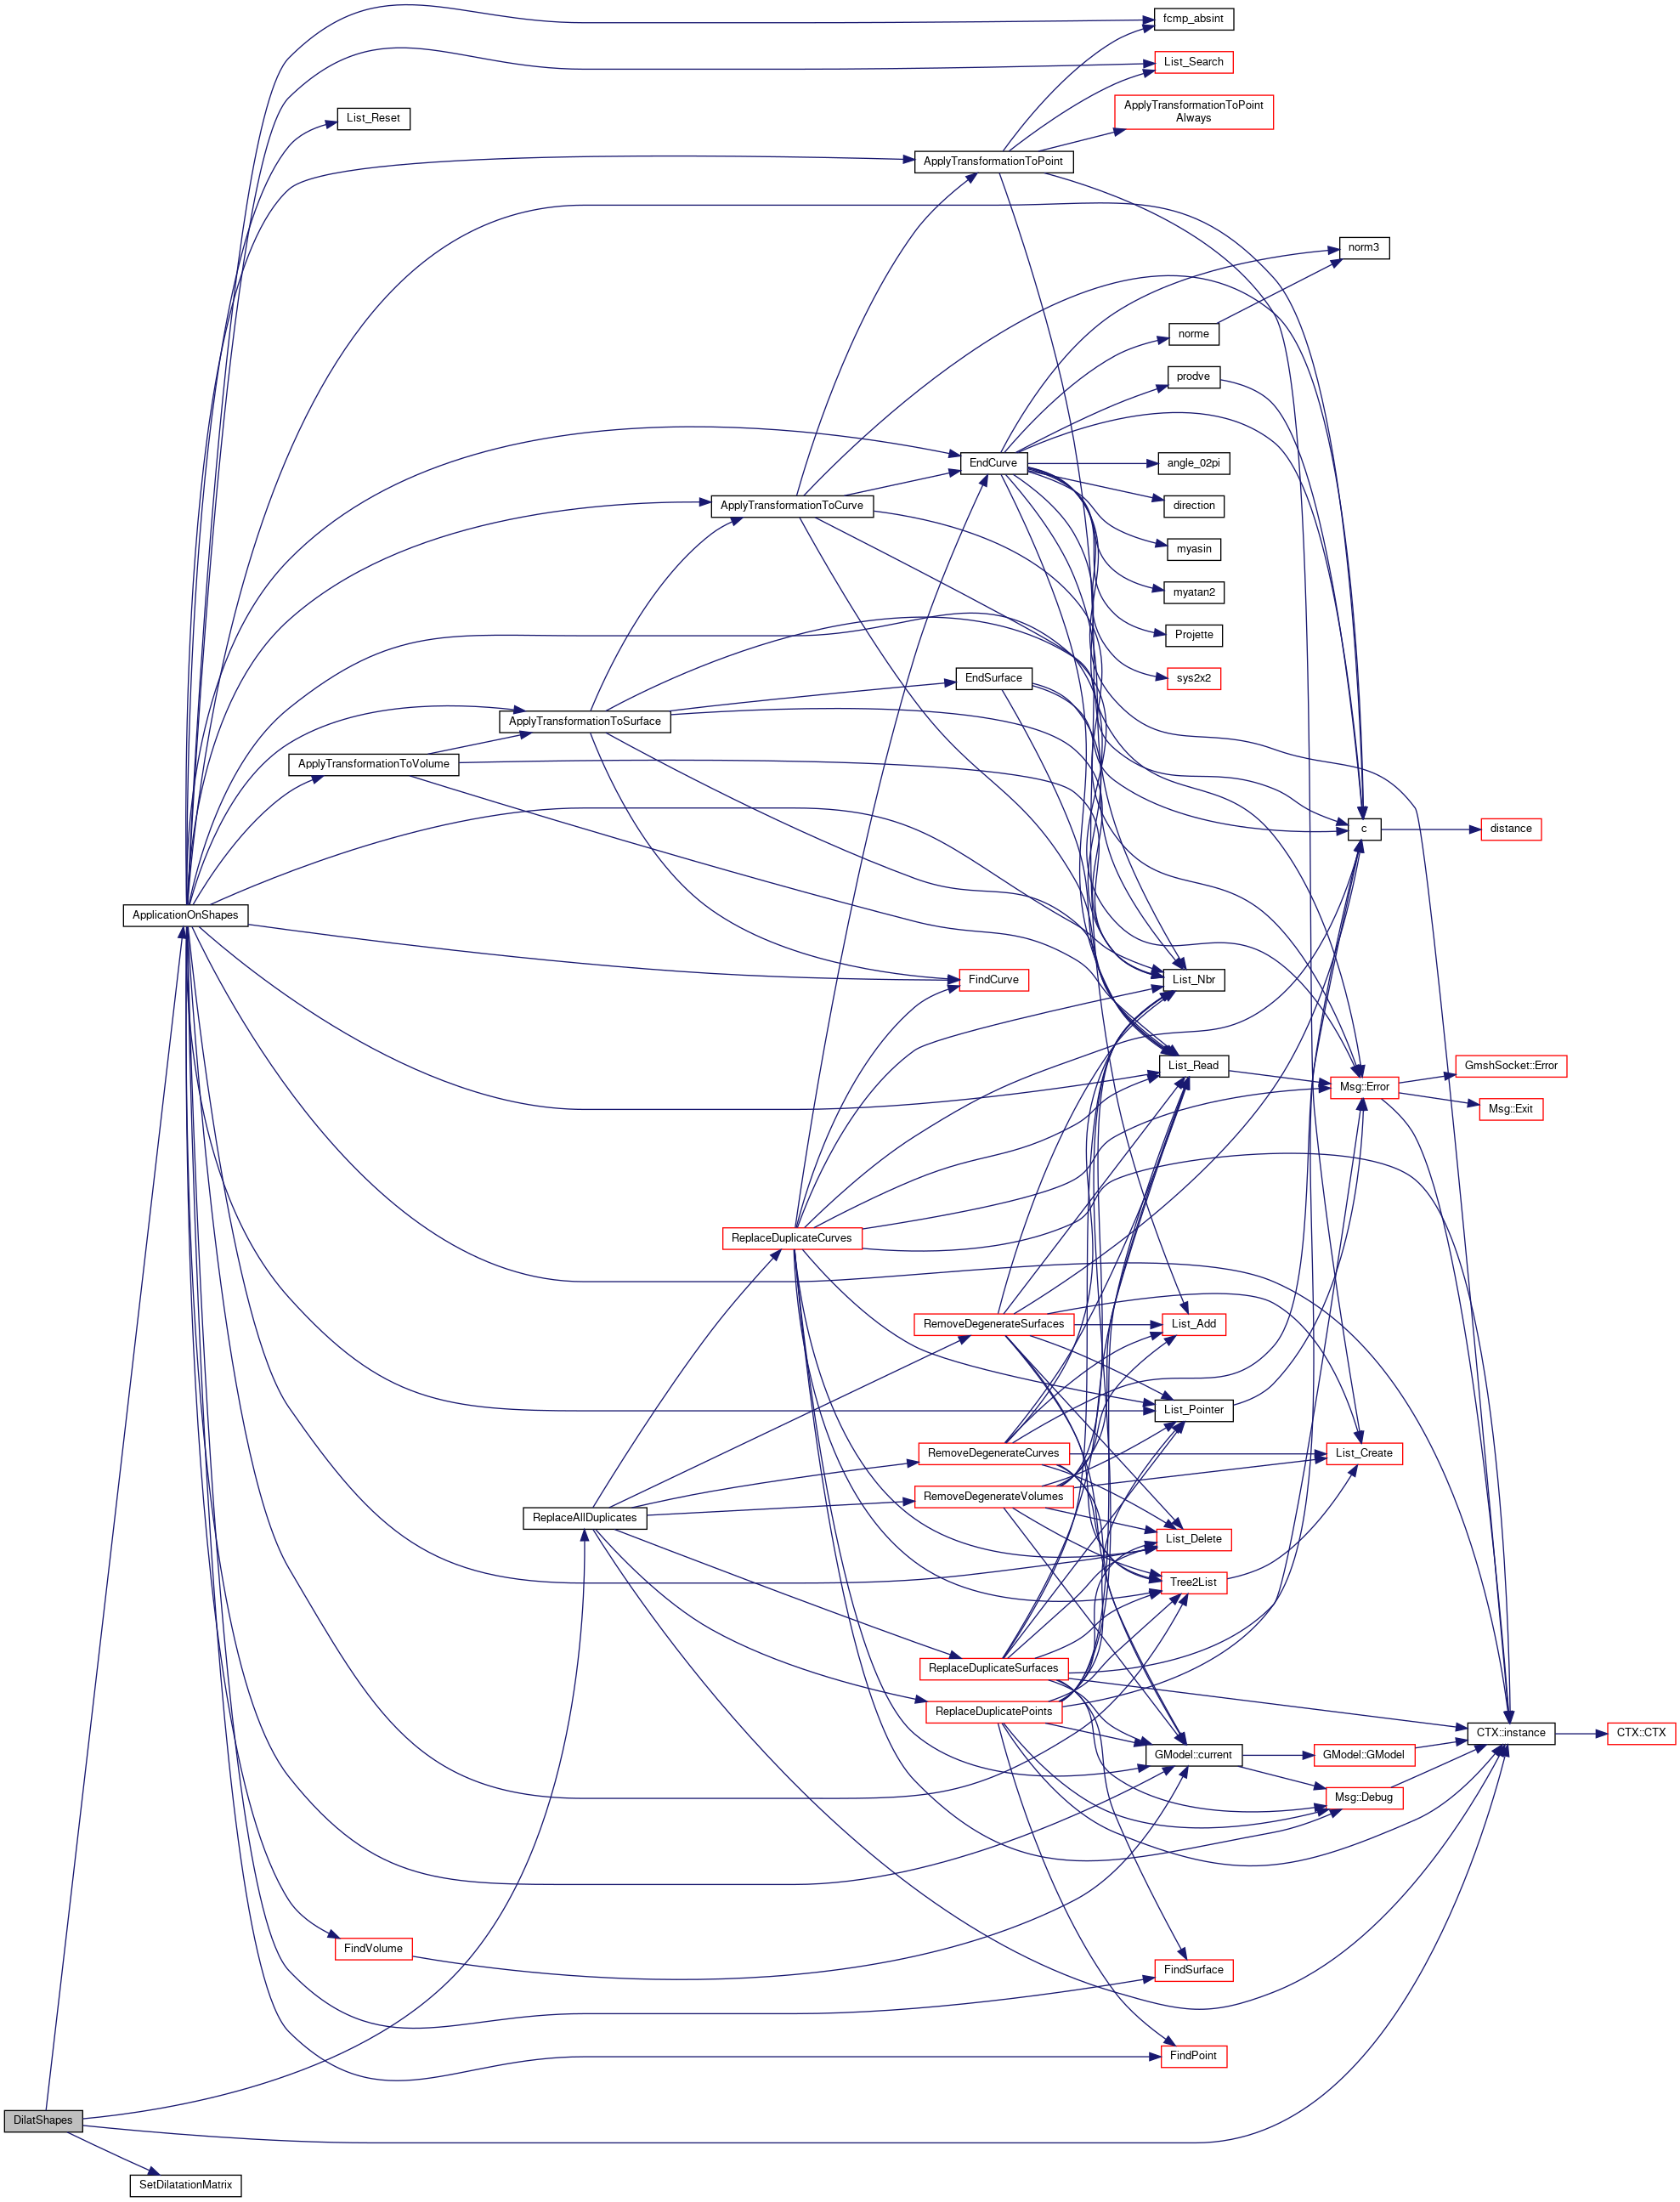 fcmp_absint
List_Search
ApplyTransformationToPoint
Always
List_Reset
ApplyTransformationToPoint
norm3
norme
prodve
EndCurve
angle_02pi
ApplyTransformationToCurve
direction
myasin
myatan2
Projette
EndSurface
sys2x2
ApplyTransformationToSurface
ApplyTransformationToVolume
c
distance
ApplicationOnShapes
FindCurve
List_Nbr
List_Read
GmshSocket::Error
Msg::Error
Msg::Exit
ReplaceDuplicateCurves
RemoveDegenerateSurfaces
List_Add
List_Pointer
RemoveDegenerateCurves
List_Create
RemoveDegenerateVolumes
ReplaceAllDuplicates
List_Delete
Tree2List
ReplaceDuplicateSurfaces
ReplaceDuplicatePoints
CTX::instance
CTX::CTX
GModel::current
GModel::GModel
Msg::Debug
FindVolume
FindSurface
FindPoint
DilatShapes
SetDilatationMatrix